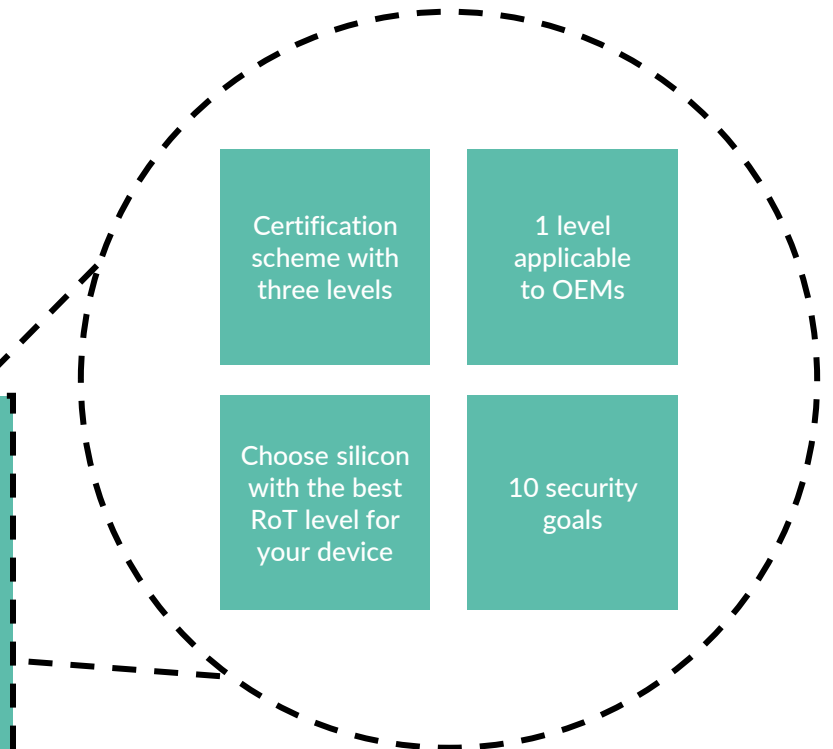 Certification
scheme with
three levels
1 level
applicable
to OEMs
Choose silicon
with the best
RoT level for
your device
10 security
goals